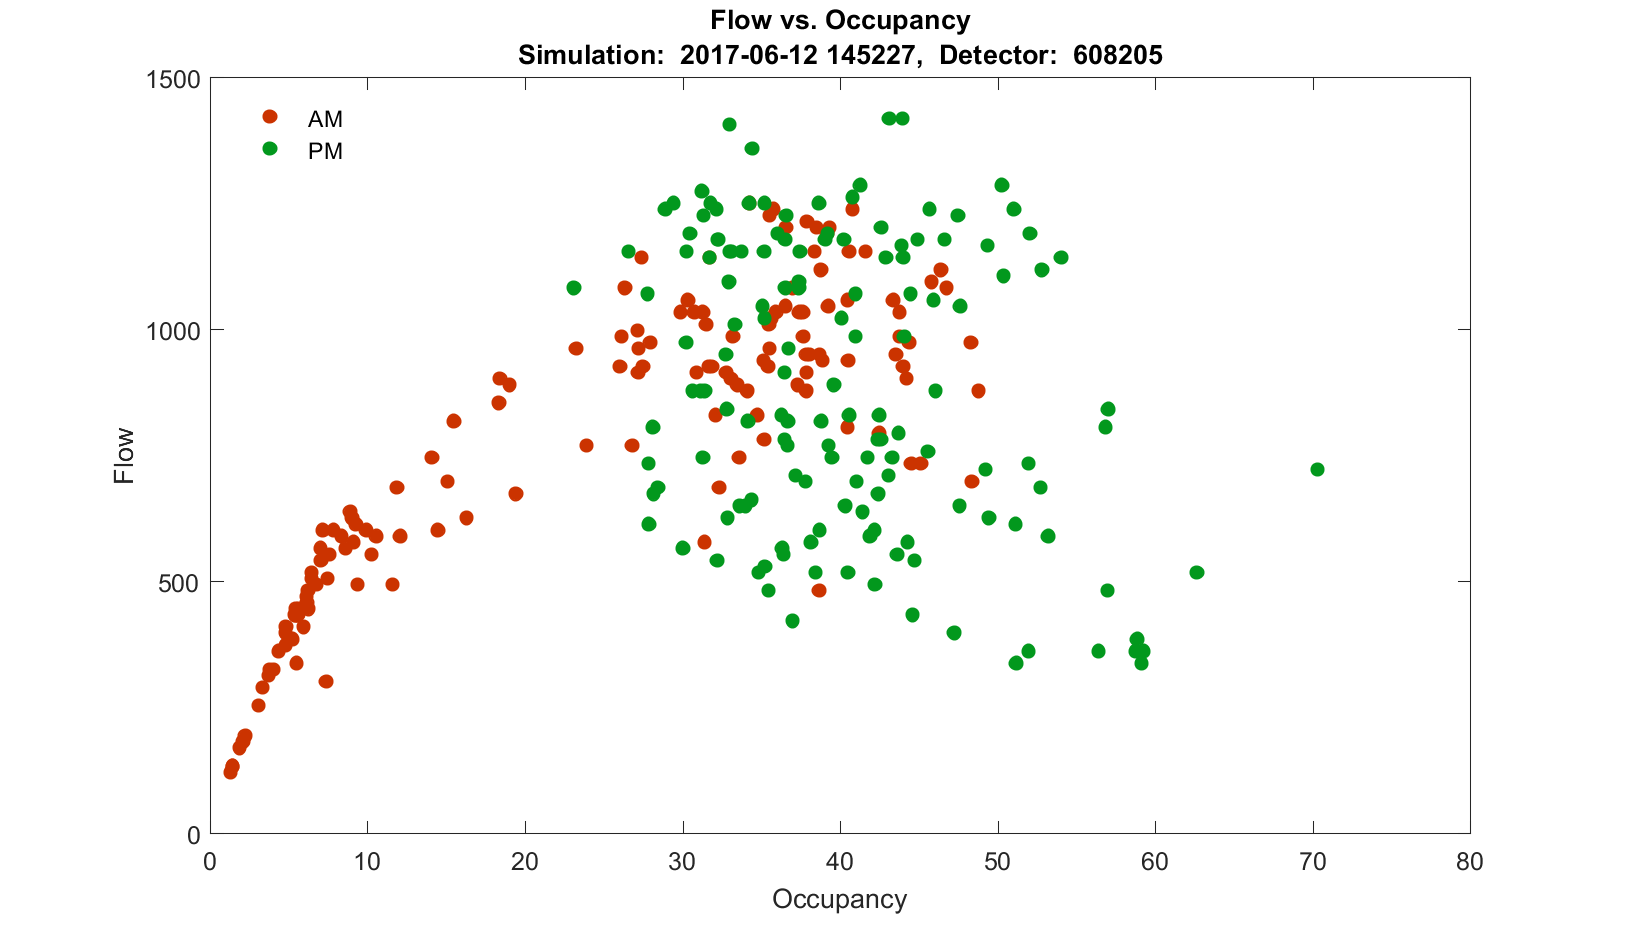 Flow vs. Occupancy
Simulation:  2017-06-12 145227,  Detector:  608205
1500
AM
PM
1000
Flow
500
0
0 10 20 30 40 50 60 70 80
Occupancy